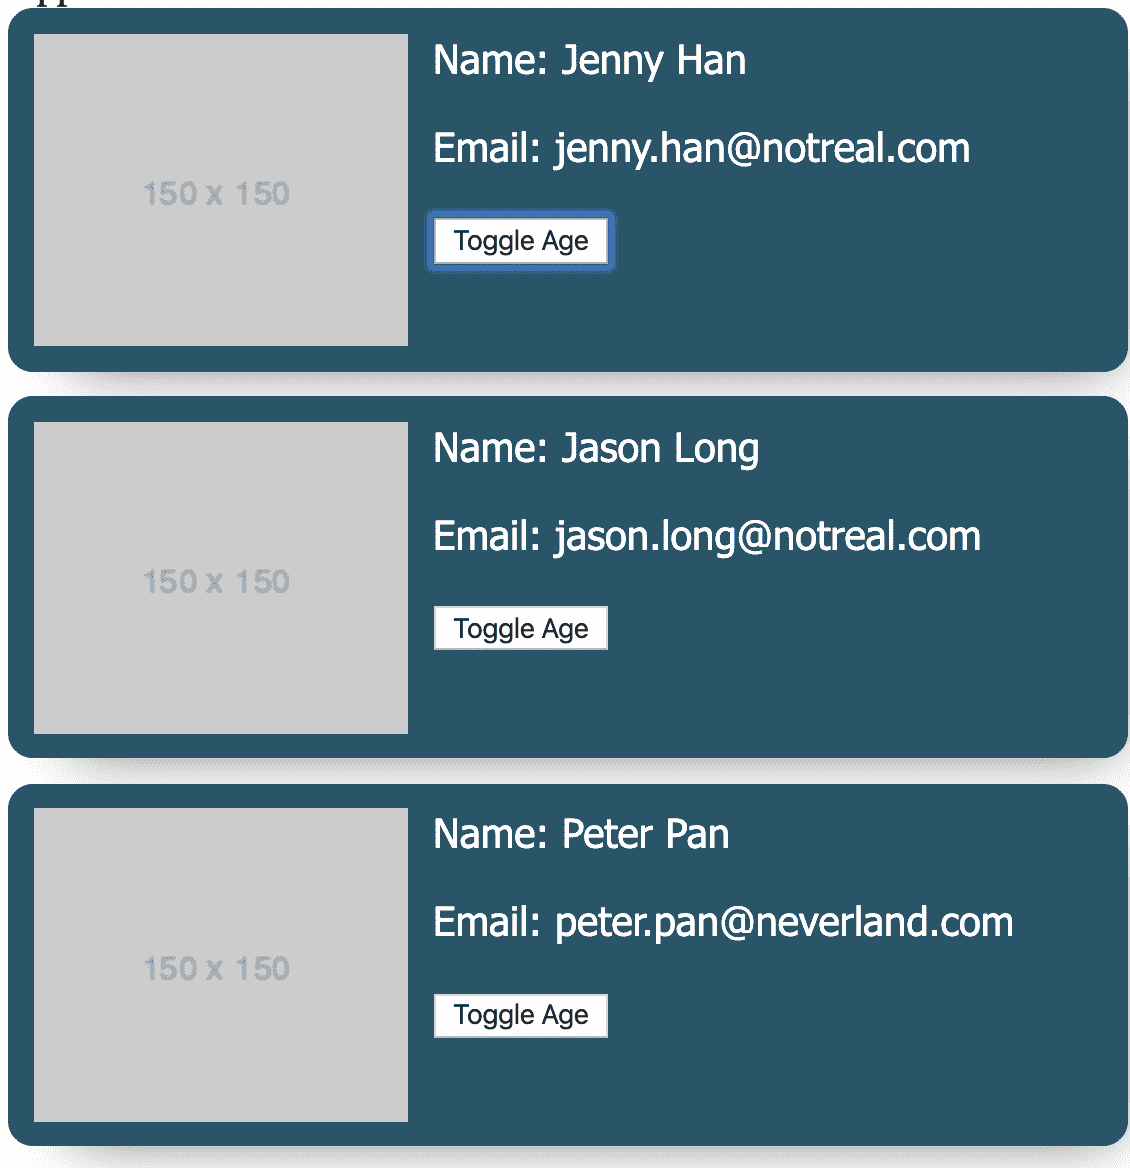 150 x 150
Name: Jenny Han
Email: jenny.han@notreal.com
Toggle Age
150 x 150
Name: Jason Long
Email: jason.long@notreal.com
Toggle Age
150 x 150
Name: Peter Pan
Email: peter.pan@neverland.com
Toggle Age